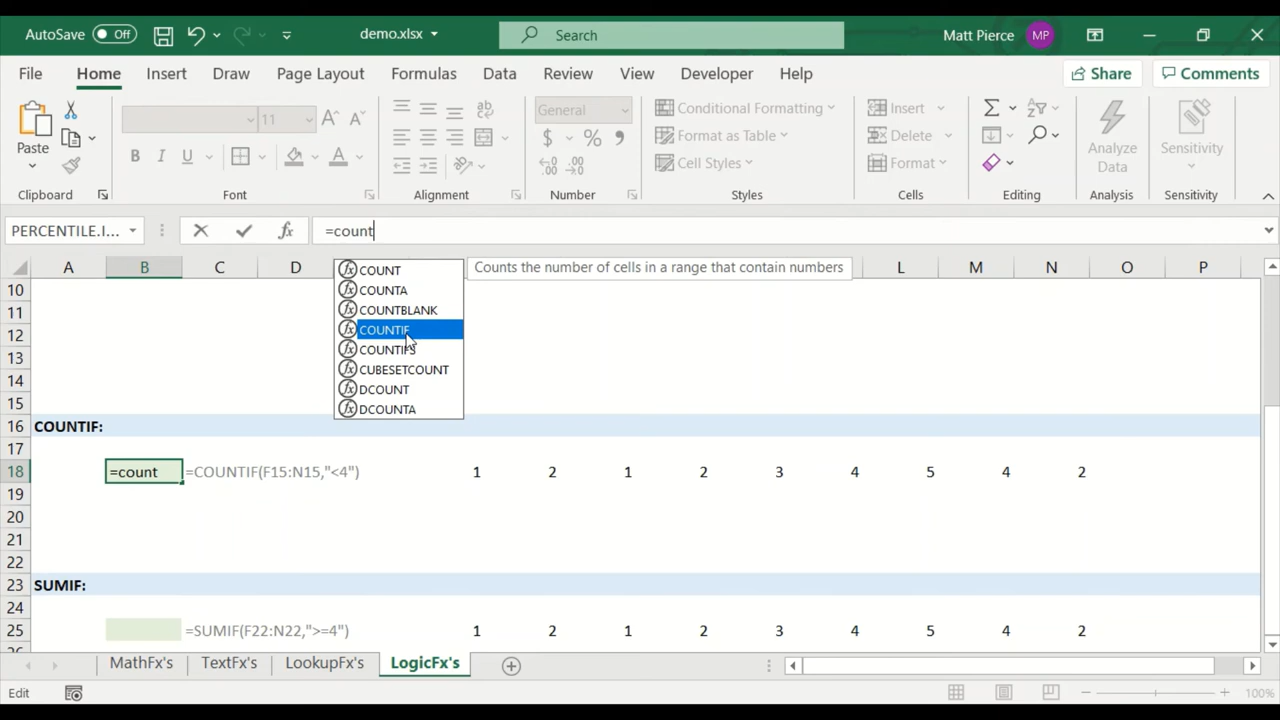 AutoSave Off demo.xlsx Search Matt Pierce MP
File Home Insert Draw Page Layout Formulas Data Review View Developer Help Share Comments
Paste 11 General Conditional Formatting Insert
B I U $ % Format as Table Delete Analyze Data Sensitivity
Cell Styles Format
Clipboard Font Alignment Number Styles Cells Editing Analysis Sensitivity
PERCENTILE.I... fx =count
A B C D L M N O P
COUNT Counts the number of cells in a range that contain numbers
10 COUNTA
11 COUNTBLANK
12 COUNTIF
13 COUNTIFS
14 CUBESETCOUNT
15 DCOUNT
DCOUNTA
16 COUNTIF:
17
18 =count =COUNTIF(F15:N15,"<4") 1 2 1 2 3 4 5 4 2
19
20
21
22
23 SUMIF:
24
25 =SUMIF(F22:N22,">=4") 1 2 1 2 3 4 5 4 2
26
MathFx's TextFx's LookupFx's LogicFx's
Edit 100%